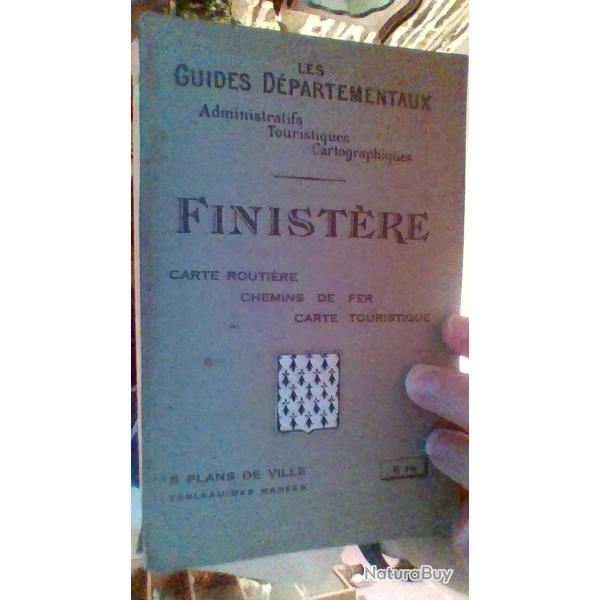 LES
GUIDES DÉPARTEMENTAUX
Administratifs
Touristiques
Cartographiques
FINISTÈRE
CARTE ROUTIÈRE
CHEMINS DE FER
CARTE TOURISTIQUE
PLANS DE VILLE
TABLEAU DES MARÉES
NaturaBuy